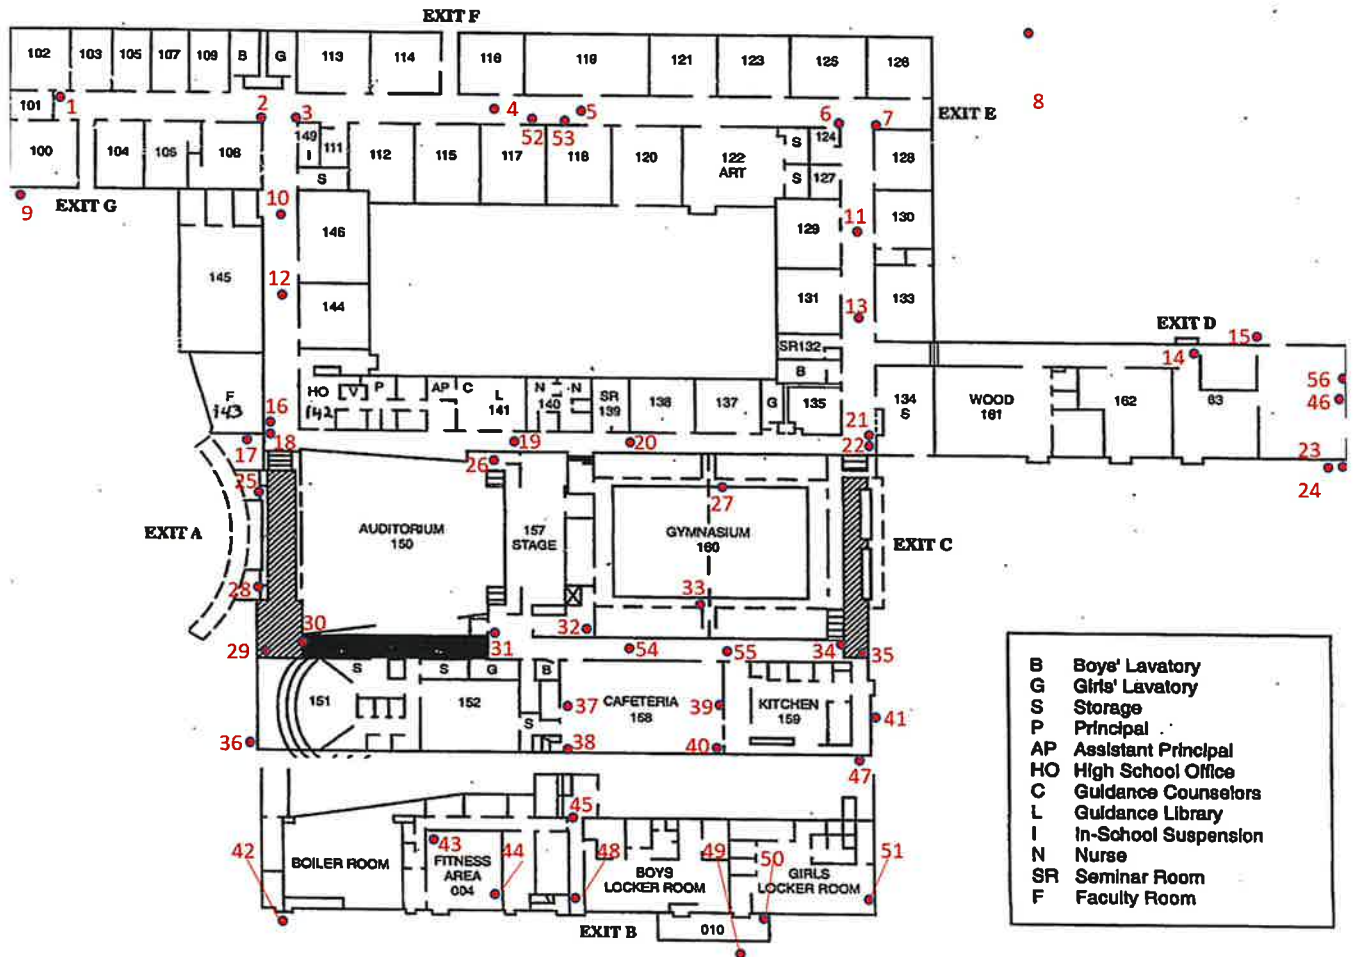 EXIT F
102 103 105 107 109 B G 113 114 116 119 121 123 125 126
8
101 1 2 3 4 5 6 7 EXIT E
52 53
100 104 105 106 149 I 111 112 115 117 118 120 122 ART S 124 128
S S 127
9 EXIT G 10 11 130
146 129
145 12 13
144 131 133
EXIT D 15
SR132 14
B 56
F 143 HO 142 V P AP C L 141 N 140 N SR 139 136 137 G 135 134 S WOOD 161 162 63 46
16 21
17 18 19 20 22 23
26 24
25 27
EXIT A AUDITORIUM 150 157 STAGE GYMNASIUM 160 EXIT C
28 33
30 32
29 31 54 55 34 35
S S G B
151 152 37 CAFETERIA 158 39 KITCHEN 159 41
S
36 38 40
47
45
42 43 44 48 49 50 51
BOILER ROOM FITNESS AREA 004 BOYS LOCKER ROOM GIRLS LOCKER ROOM
EXIT B 010
B Boys' Lavatory
G Girls' Lavatory
S Storage
P Principal
AP Assistant Principal
HO High School Office
C Guidance Counselors
L Guidance Library
I In-School Suspension
N Nurse
SR Seminar Room
F Faculty Room